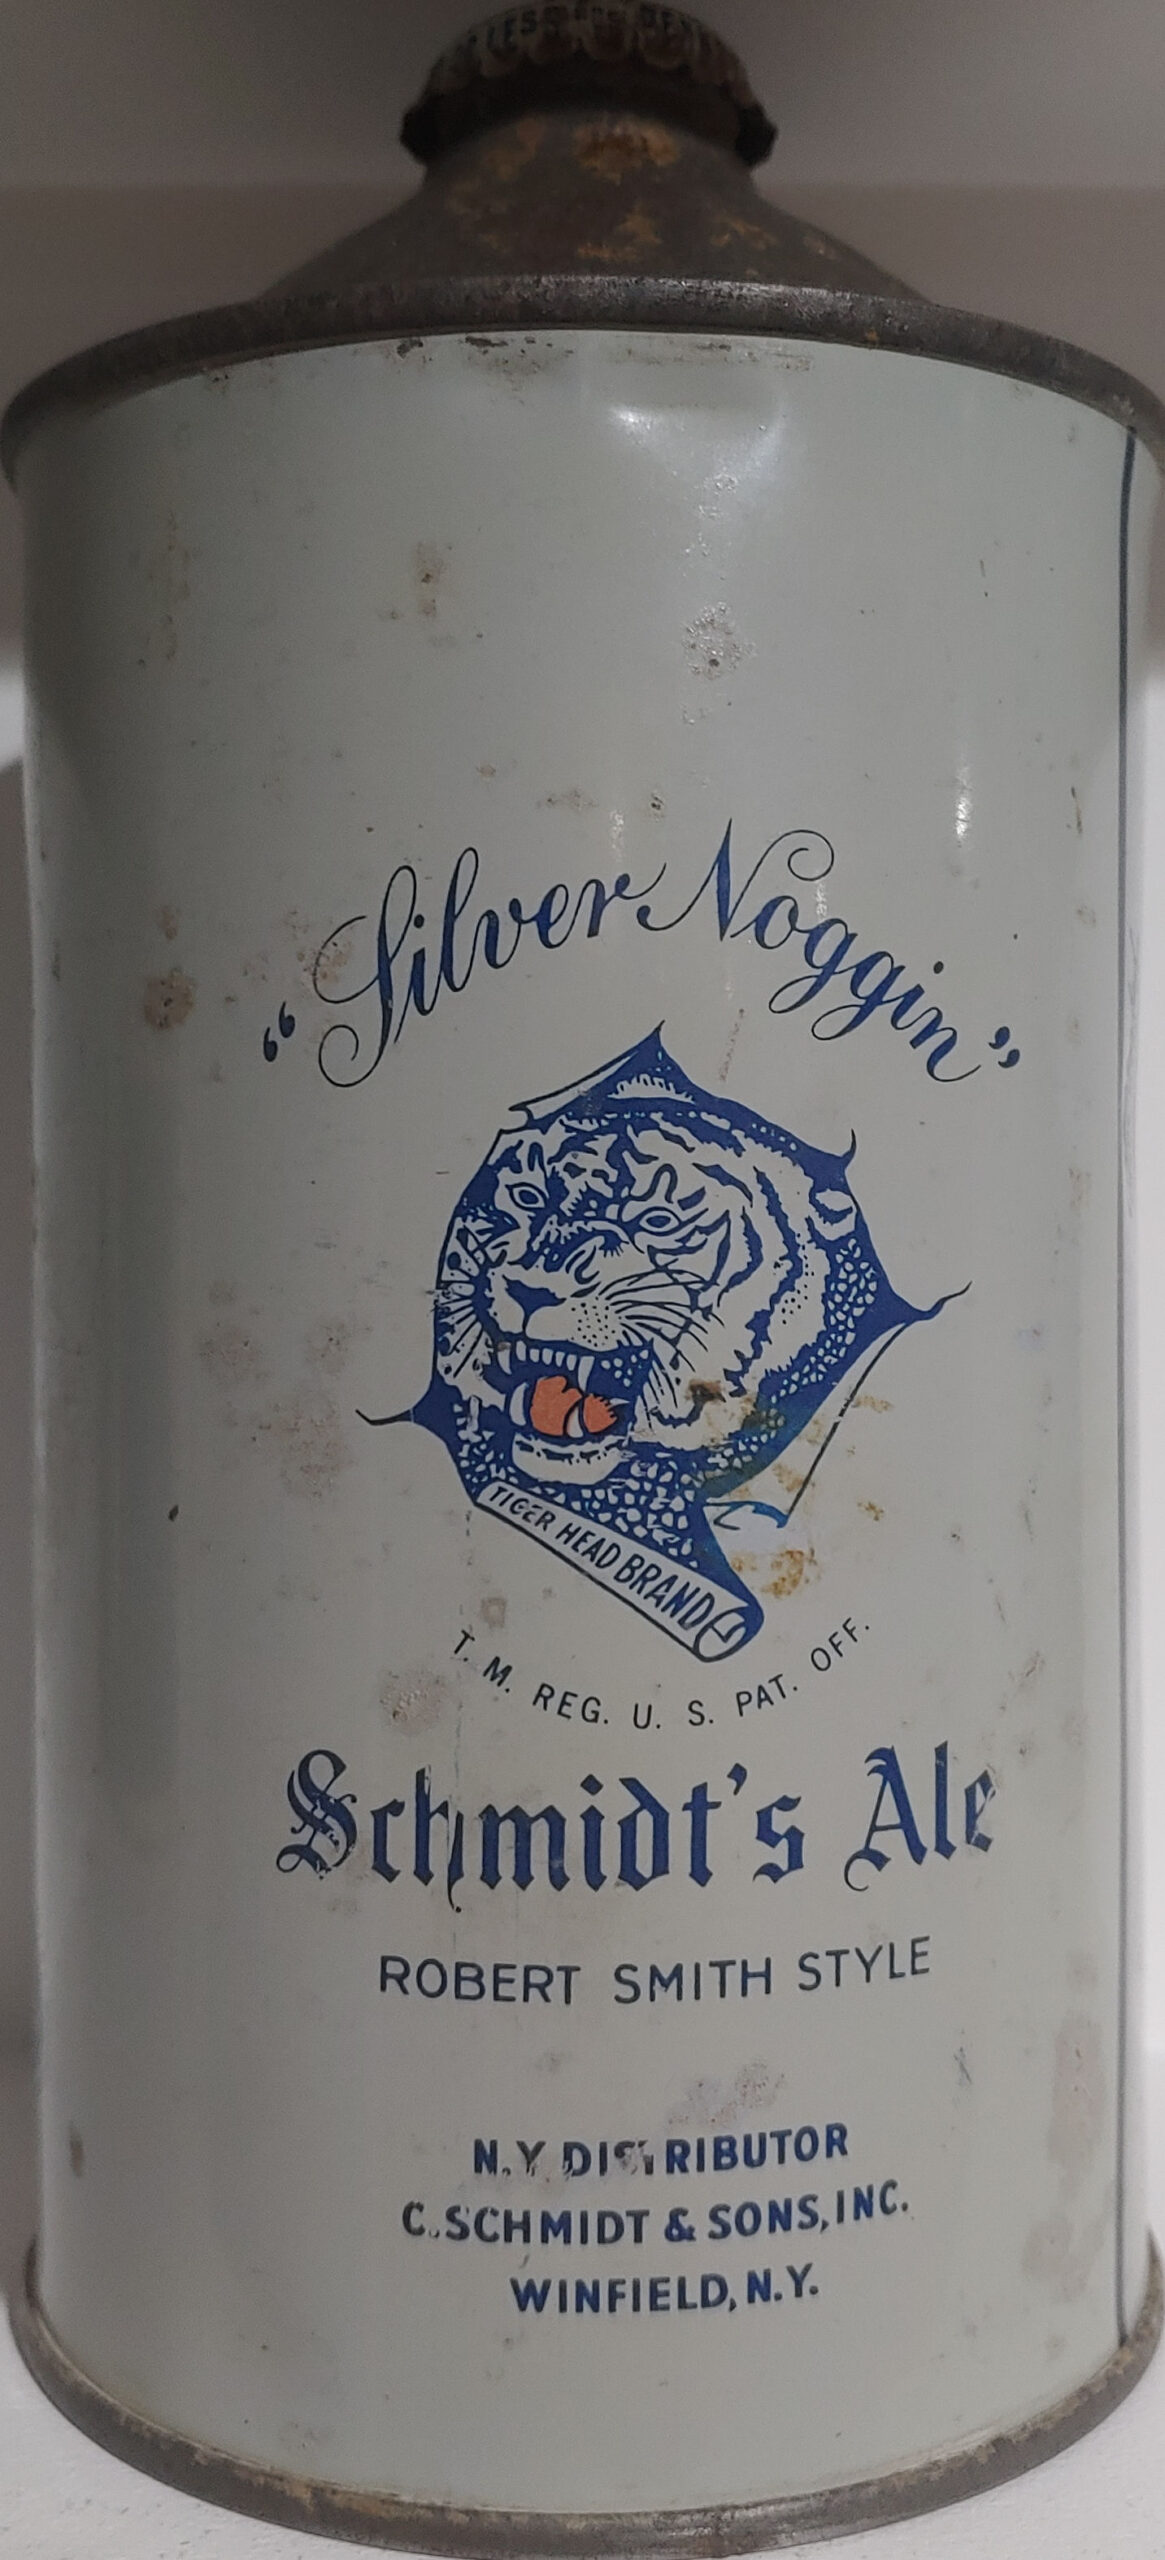 “Silver Noggin”
TIGER HEAD BRAND
T. M. REG. U. S. PAT. OFF.
Schmidt's Ale
ROBERT SMITH STYLE
N.Y. DISTRIBUTOR
C. SCHMIDT & SONS, INC.
WINFIELD, N.Y.